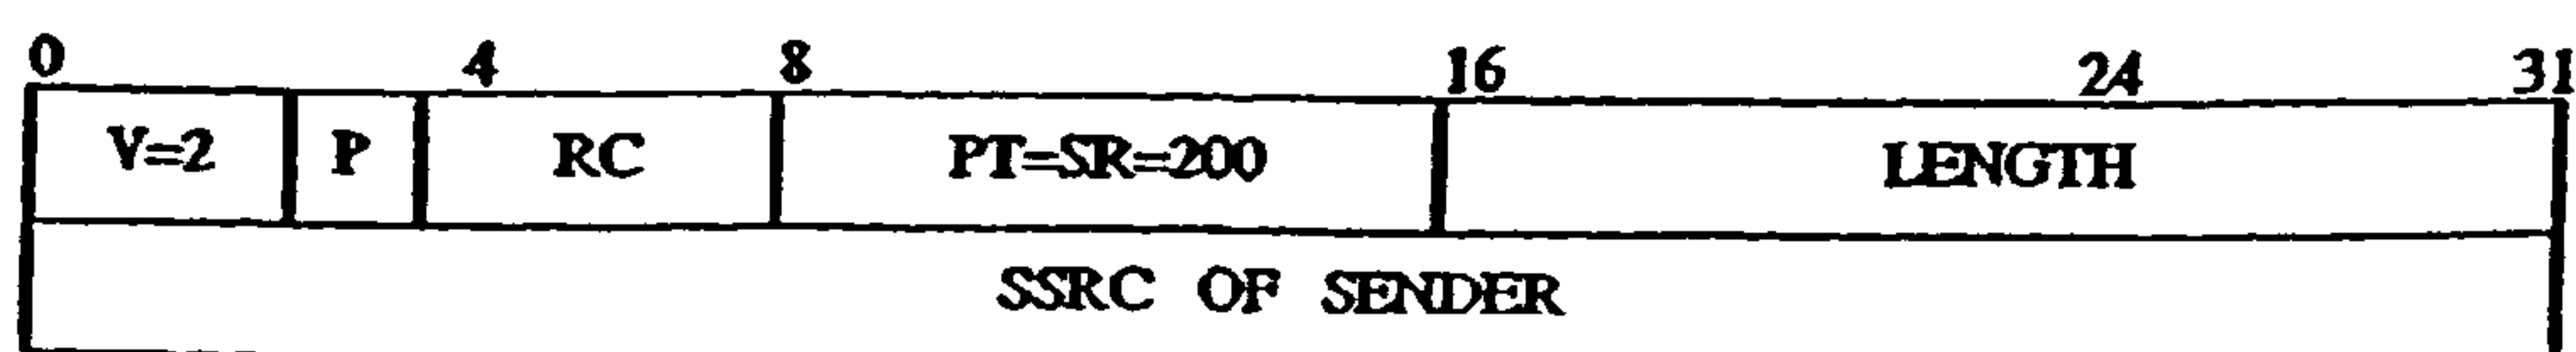 0 4 8 16 24 31
V=2 P RC PT=SR=200 LENGTH
SSRC OF SENDER